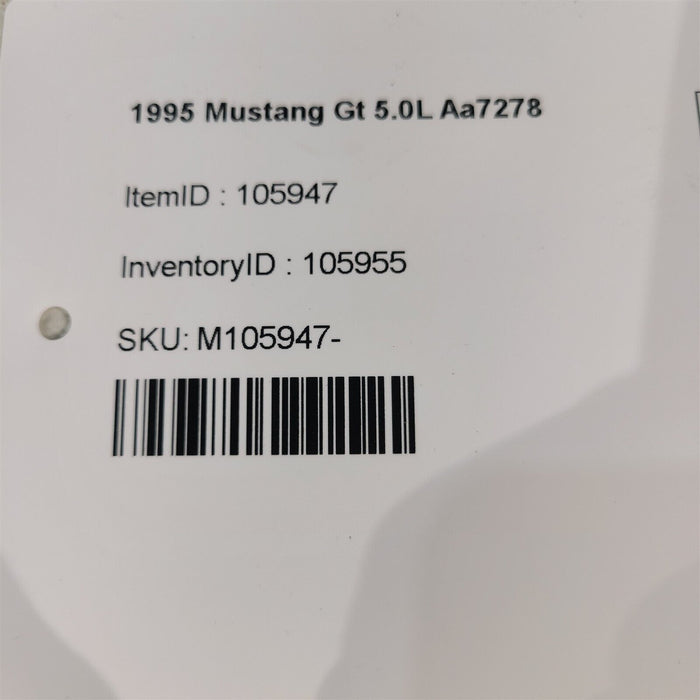 1995 Mustang Gt 5.0L Aa7278
ItemID : 105947
InventoryID : 105955
SKU: M105947-